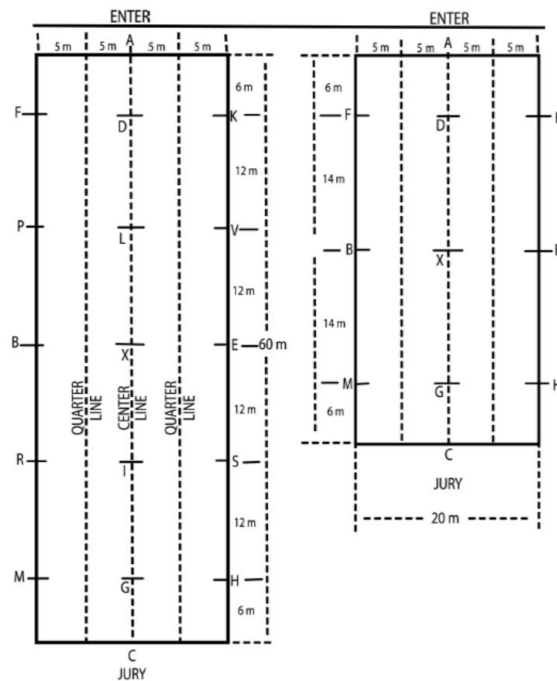 ENTER
ENTER
A
A
5 m
5 m
5 m
5 m
5 m
5 m
5 m
5 m
6 m
6 m
F
D
K
F
D
12 m
14 m
P
L
V
12 m
B
X
B
X
E
60 m
14 m
QUARTER
LINE
CENTER
LINE
QUARTER
LINE
12 m
M
G
H
6 m
R
I
S
C
12 m
JURY
20 m
M
G
H
6 m
C
JURY